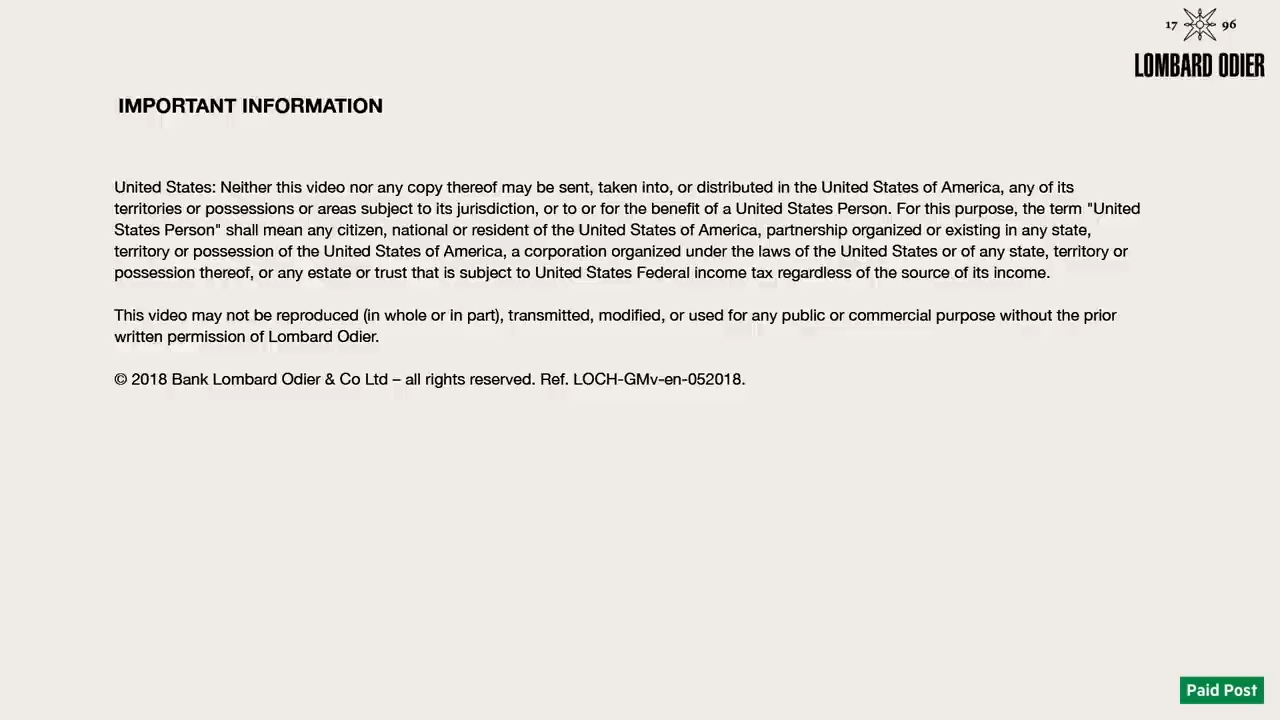 17 96
LOMBARD ODIER
IMPORTANT INFORMATION
United States: Neither this video nor any copy thereof may be sent, taken into, or distributed in the United States of America, any of its
territories or possessions or areas subject to its jurisdiction, or to or for the benefit of a United States Person. For this purpose, the term "United
States Person" shall mean any citizen, national or resident of the United States of America, partnership organized or existing in any state,
territory or possession of the United States of America, a corporation organized under the laws of the United States or of any state, territory or
possession thereof, or any estate or trust that is subject to United States Federal income tax regardless of the source of its income.
This video may not be reproduced (in whole or in part), transmitted, modified, or used for any public or commercial purpose without the prior
written permission of Lombard Odier.
© 2018 Bank Lombard Odier & Co Ltd – all rights reserved. Ref. LOCH-GMv-en-052018.
Paid Post